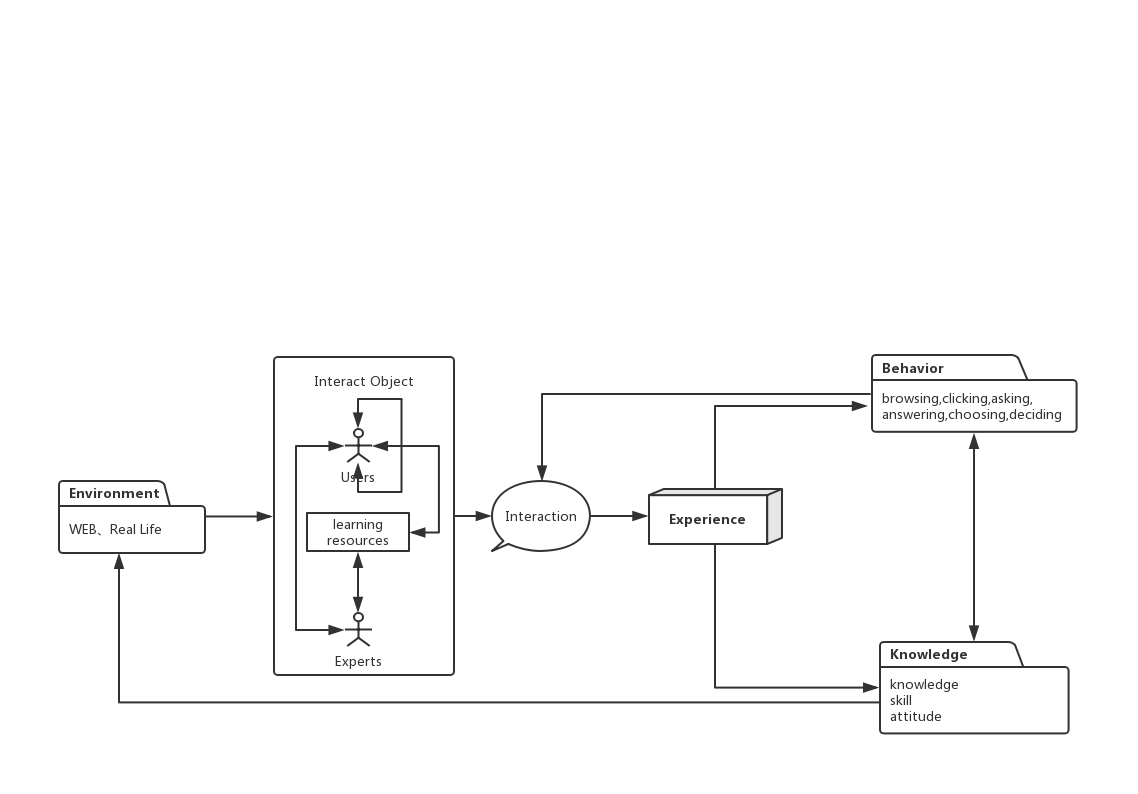 Behavior
browsing,clicking,asking,
answering,choosing,deciding
Interact Object
Users
Environment
WEB、Real Life
learning
resources
Interaction
Experience
Experts
Knowledge
knowledge
skill
attitude